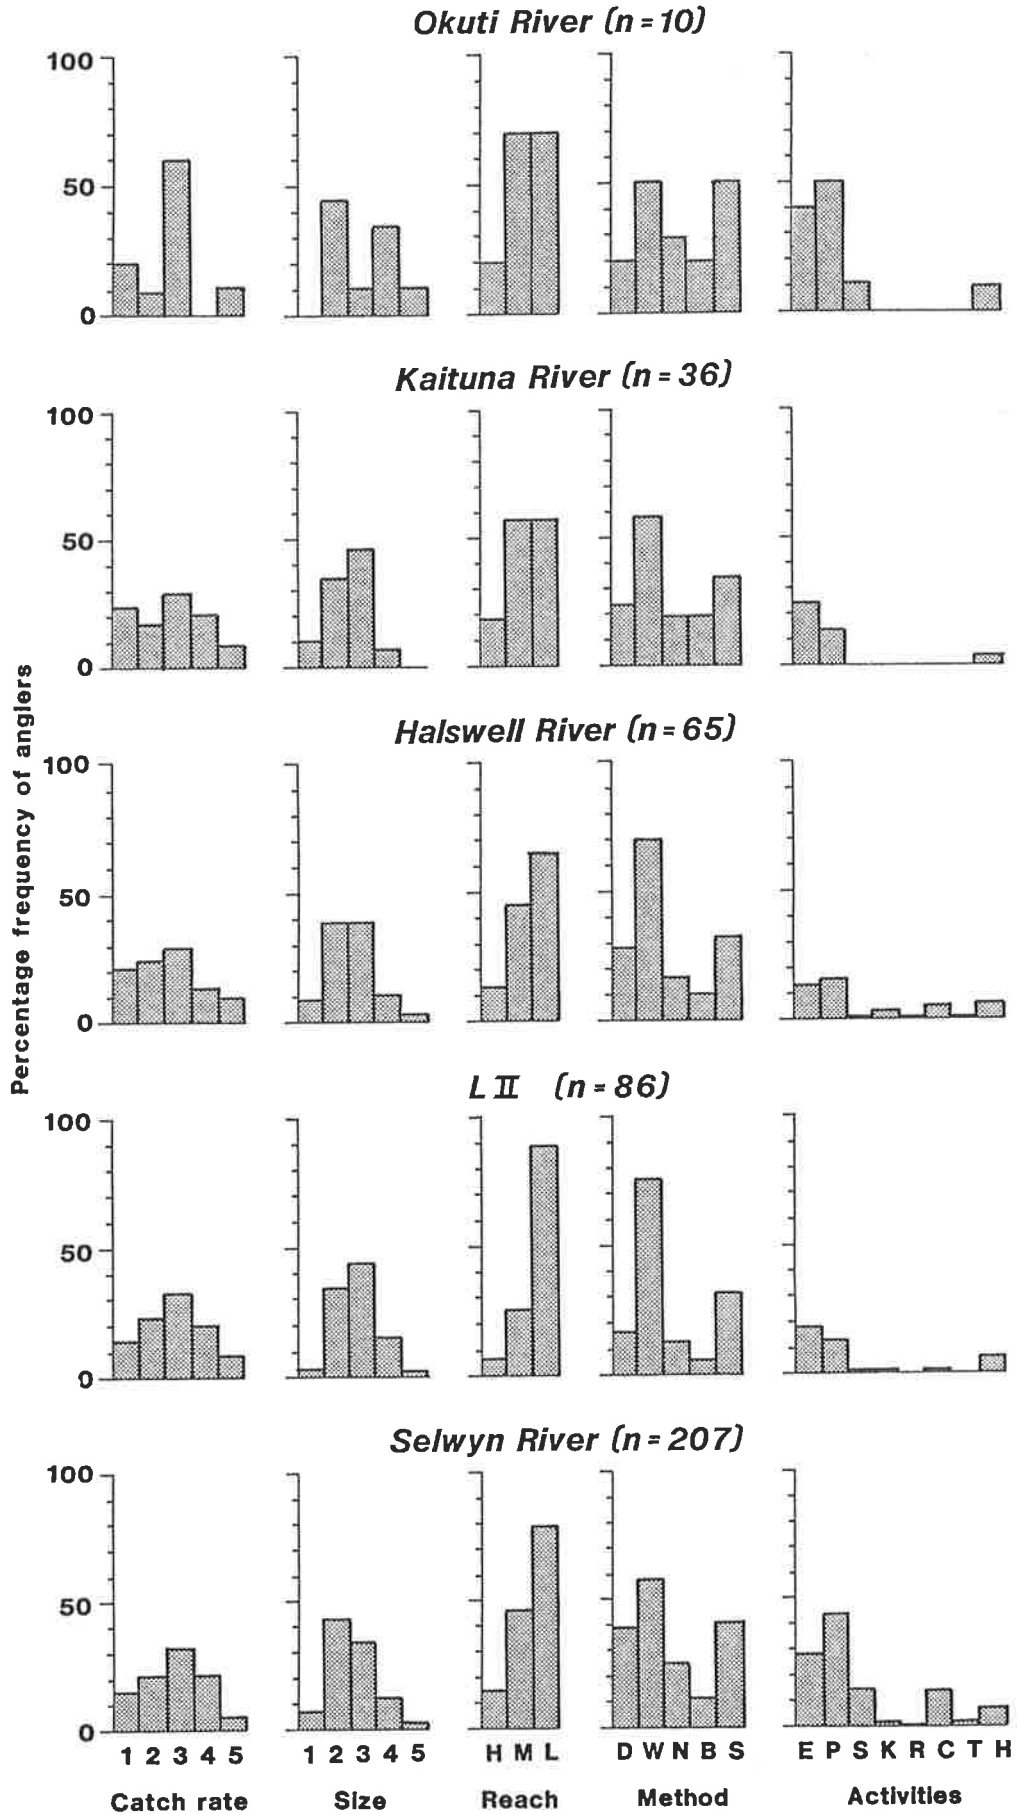 Okuti River (n = 10)
100
50
0
Kaituna River (n = 36)
100
50
0
Halswell River (n = 65)
100
50
0
L II (n = 86)
100
50
0
Selwyn River (n = 207)
100
50
0
Percentage frequency of anglers
1 2 3 4 5 1 2 3 4 5 H M L D W N B S E P S K R C T H
Catch rate Size Reach Method Activities